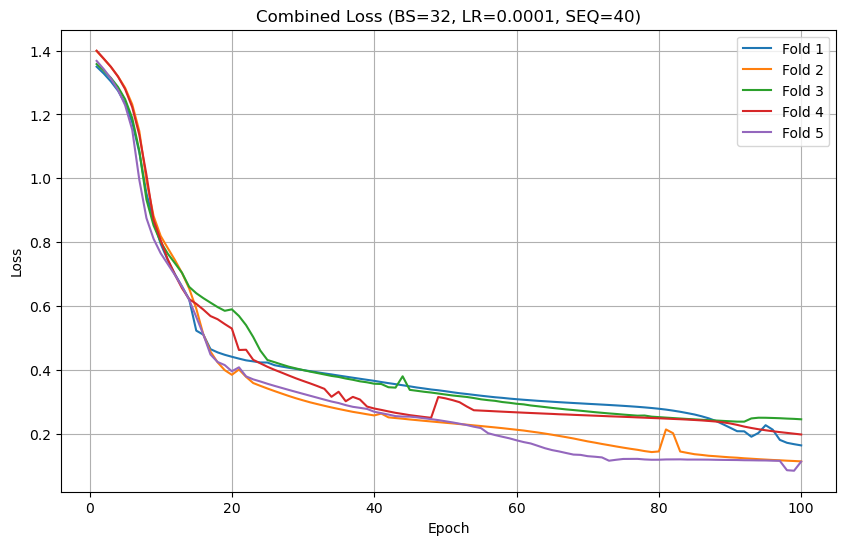 Combined Loss (BS=32, LR=0.0001, SEQ=40)
Fold 1
Fold 2
Fold 3
Fold 4
Fold 5
Loss
1.4
1.2
1.0
0.8
0.6
0.4
0.2
0 20 40 60 80 100
Epoch